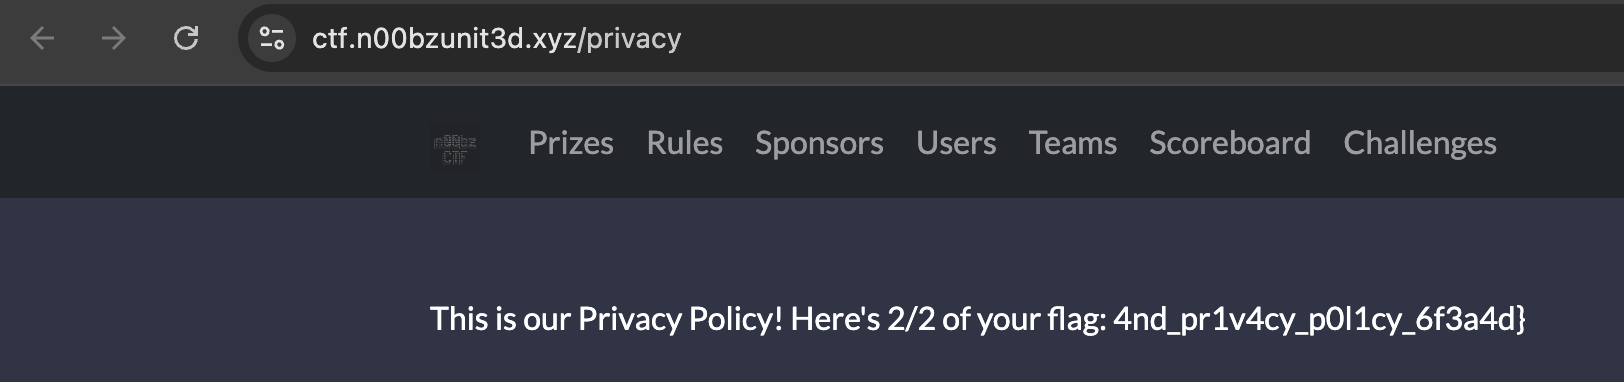 ctf.n00bzunit3d.xyz/privacy
n00bz
CTF
Prizes Rules Sponsors Users Teams Scoreboard Challenges
This is our Privacy Policy! Here's 2/2 of your flag: 4nd_pr1v4cy_p0l1cy_6f3a4d}